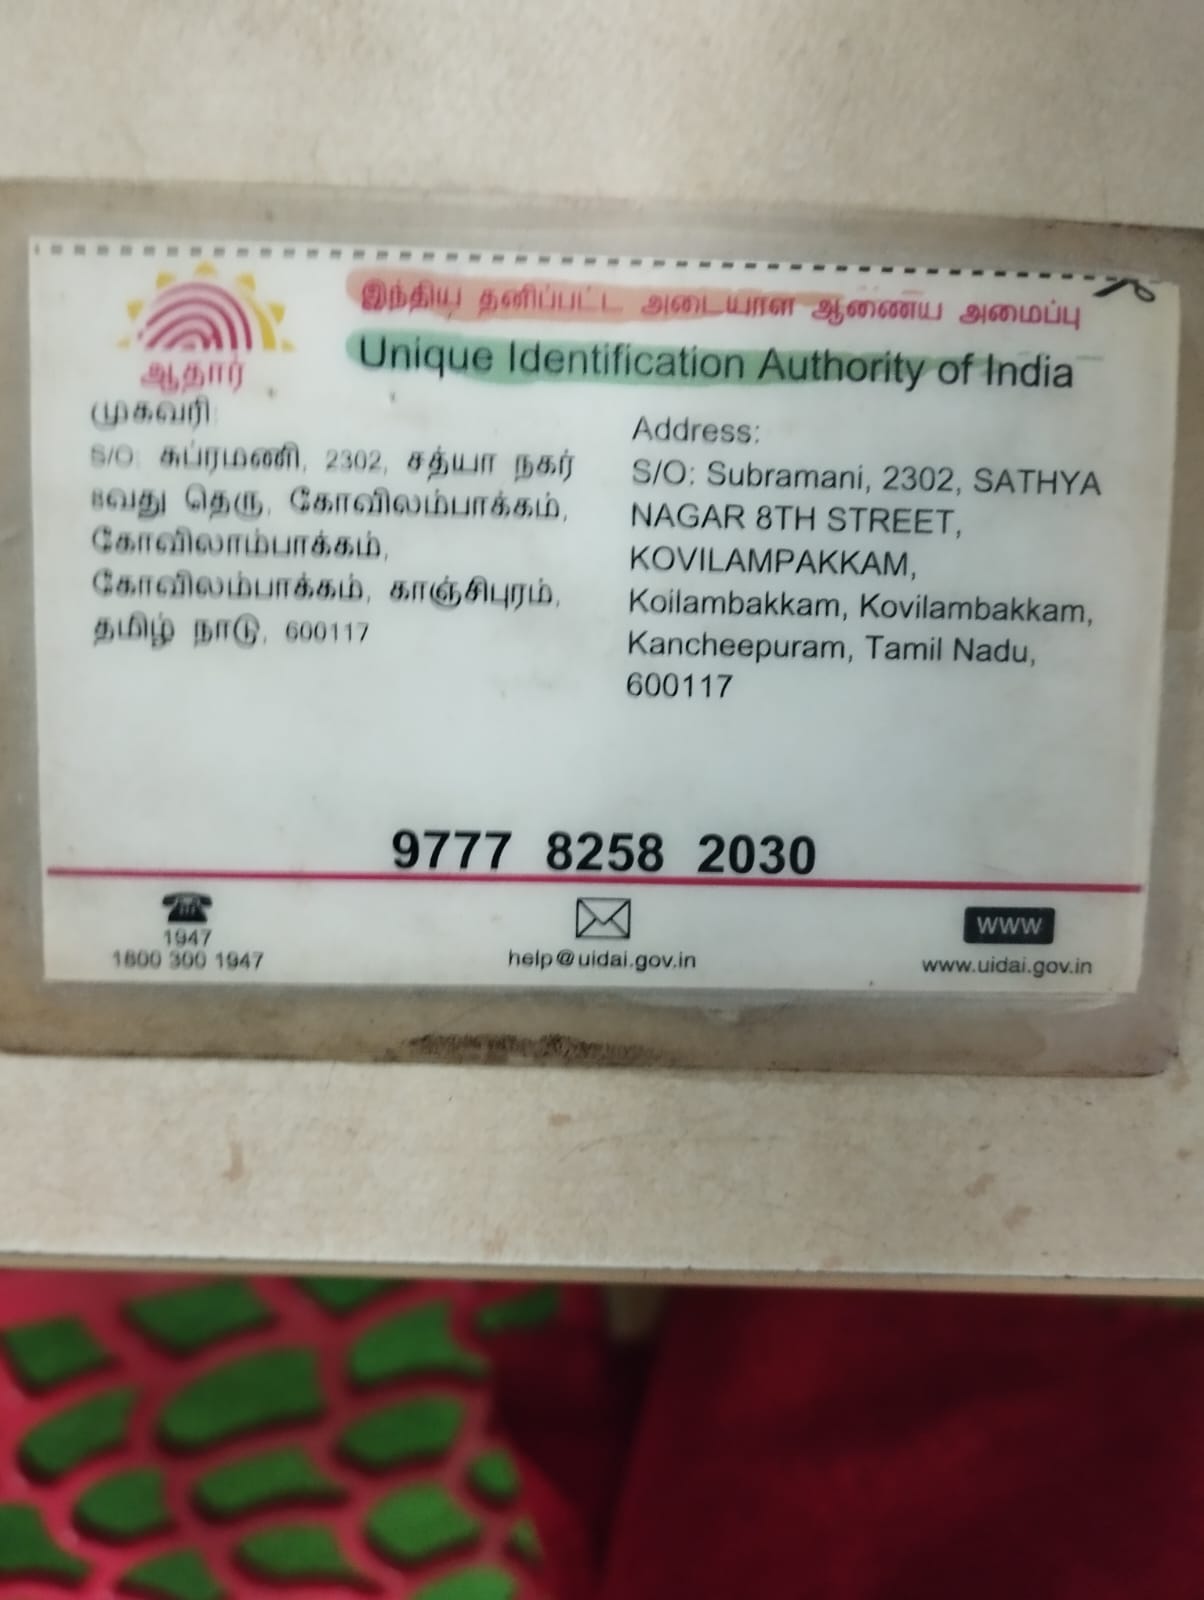 இந்திய தனிப்பட்ட அடையாள ஆணைய அமைப்பு
Unique Identification Authority of India
ஆதார்
முகவரி:
S/O: சுப்ரமணி, 2302, சத்யா நகர்
8வது தெரு, கோவிலம்பாக்கம்,
கோவிலாம்பாக்கம்,
கோவிலம்பாக்கம், காஞ்சிபுரம்,
தமிழ் நாடு, 600117
Address:
S/O: Subramani, 2302, SATHYA
NAGAR 8TH STREET,
KOVILAMPAKKAM,
Koilambakkam, Kovilambakkam,
Kancheepuram, Tamil Nadu,
600117
9777 8258 2030
1947
1800 300 1947
help@uidai.gov.in
www
www.uidai.gov.in